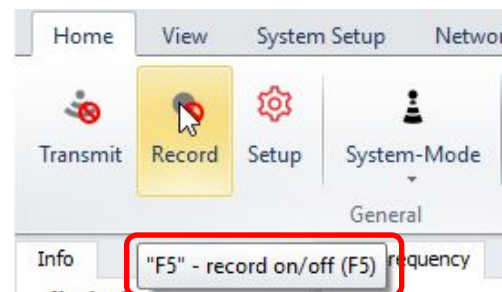 Home View System Setup Networ
Transmit Record Setup System-Mode
General
Info requency
"F5" - record on/off (F5)